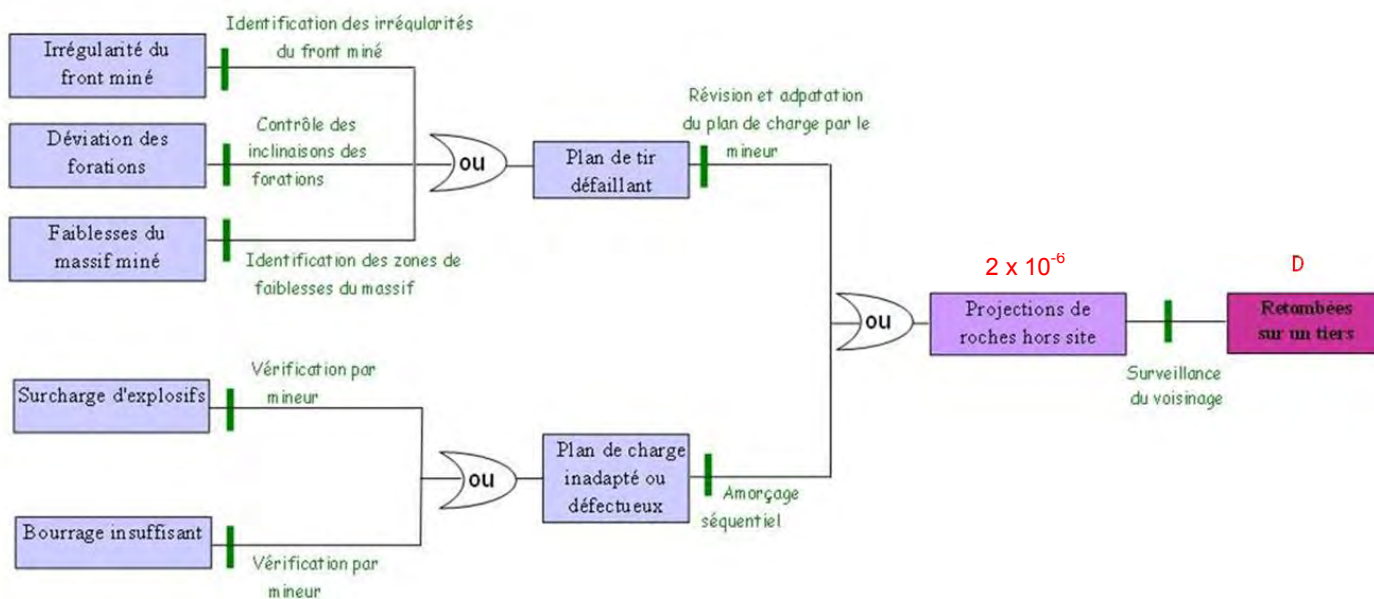 Irrégularité du
front miné
Identification des irréqularités
du front miné
Déviation des
forations
Contrôle des
inclinaisons des
forations
Faiblesses du
massif miné
Identification des zones de
faiblesses du massif
ou
Plan de tir
défaillant
Révision et adpatation
du plan de charge par le
mineur
Surcharge d'explosifs
Vérification par
mineur
Bourrage insuffisant
Vérification par
mineur
ou
Plan de charge
inadapté ou
défectueux
Amorçage
séquentiel
ou
2 x 10⁻⁶
Projections de
roches hors site
Surveillance
du voisinage
D
Retombées
sur un tiers